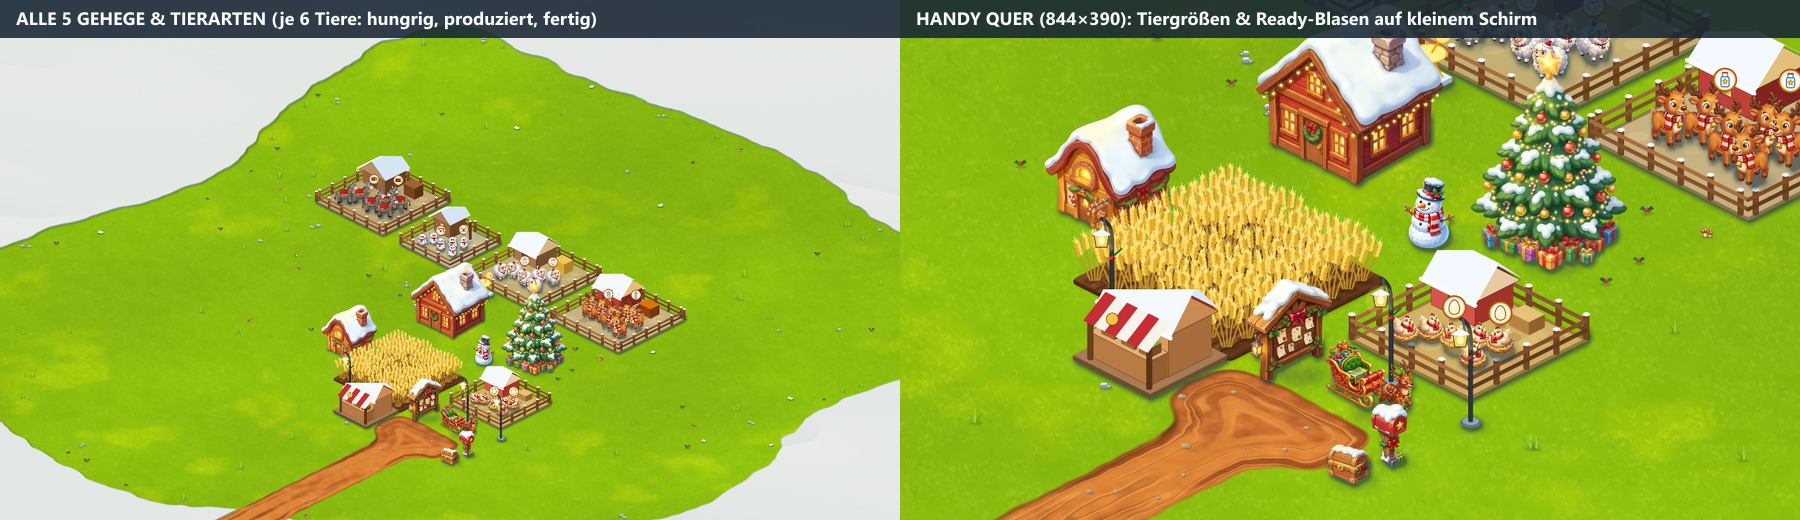 ALLE 5 GEHEGE & TIERARTEN (je 6 Tiere: hungrig, produziert, fertig)
HANDY QUER (844×390): Tiergrößen & Ready-Blasen auf kleinem Schirm